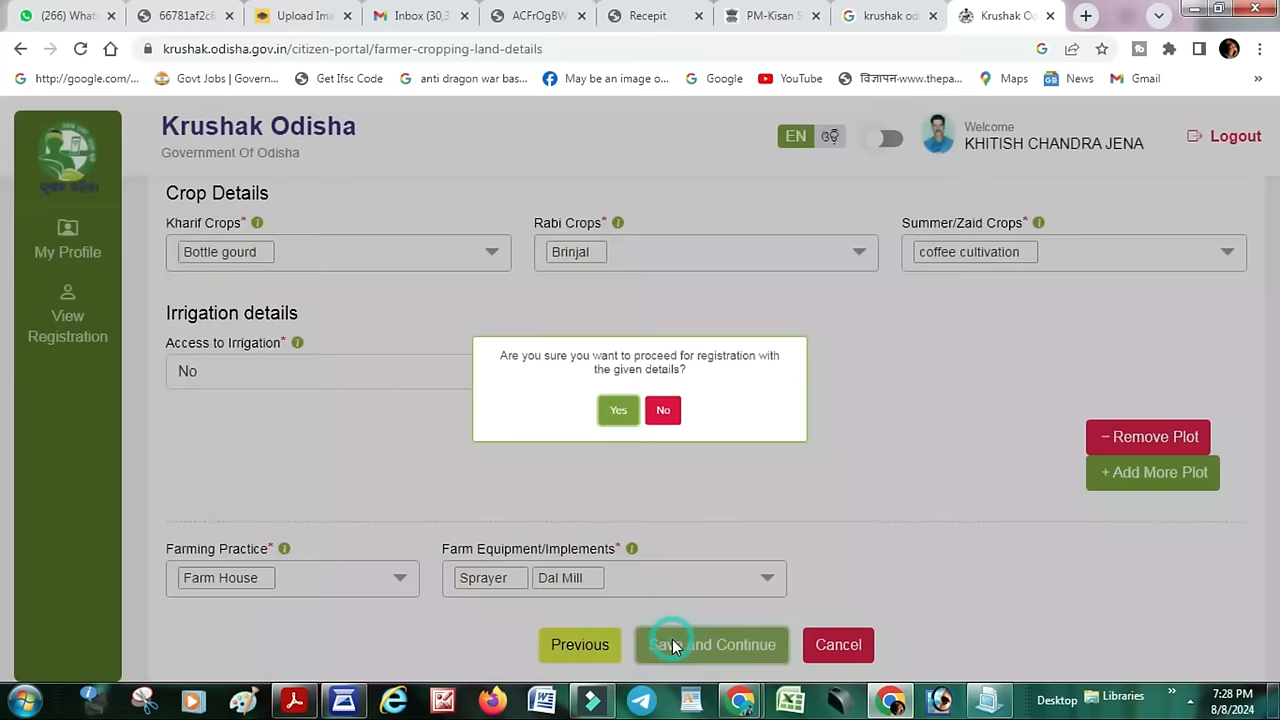 (266) What: 66781af2c8 Upload Ima Inbox (30,3 ACFrOgBW Recepit PM-Kisan S krushak odi Krushak O
krushak.odisha.gov.in/citizen-portal/farmer-cropping-land-details
http://google.com/... Govt Jobs | Govern... Get Ifsc Code anti dragon war bas... May be an image o... Google YouTube विज्ञापन-www.thepa... Maps News Gmail »
Krushak Odisha
Government Of Odisha
EN ଓଡ଼ି
Welcome
KHITISH CHANDRA JENA
Logout
My Profile
View
Registration
Crop Details
Kharif Crops* Rabi Crops* Summer/Zaid Crops*
Bottle gourd Brinjal coffee cultivation
Irrigation details
Access to Irrigation*
No
Are you sure you want to proceed for registration with
the given details?
Yes No
− Remove Plot
+ Add More Plot
Farming Practice* Farm Equipment/Implements*
Farm House Sprayer Dal Mill
Previous Save and Continue Cancel
Desktop Libraries » 7:28 PM
8/8/2024